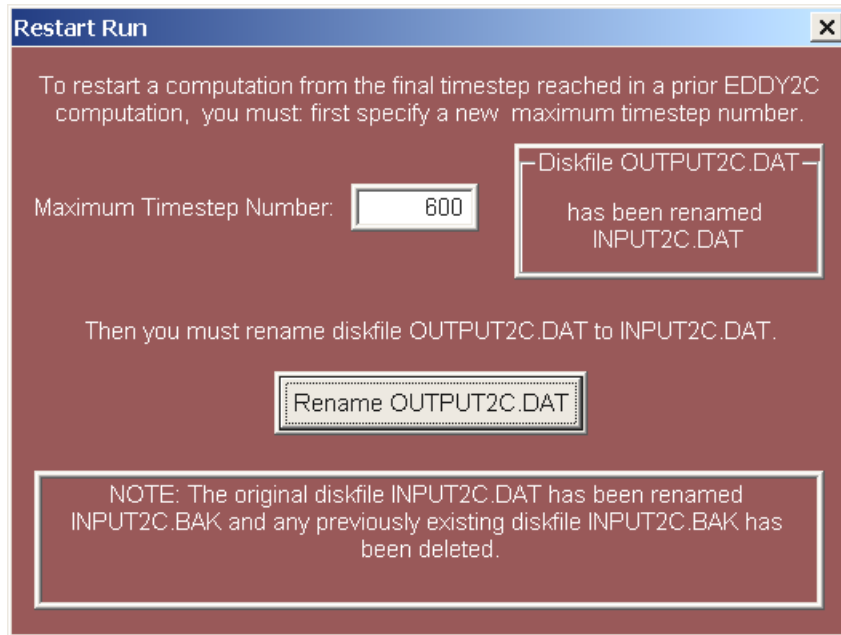 Restart Run
To restart a computation from the final timestep reached in a prior EDDY2C
computation, you must: first specify a new maximum timestep number.
Diskfile OUTPUT2C.DAT
Maximum Timestep Number: 600
has been renamed
INPUT2C.DAT
Then you must rename diskfile OUTPUT2C.DAT to INPUT2C.DAT.
Rename OUTPUT2C.DAT
NOTE: The original diskfile INPUT2C.DAT has been renamed
INPUT2C.BAK and any previously existing diskfile INPUT2C.BAK has
been deleted.